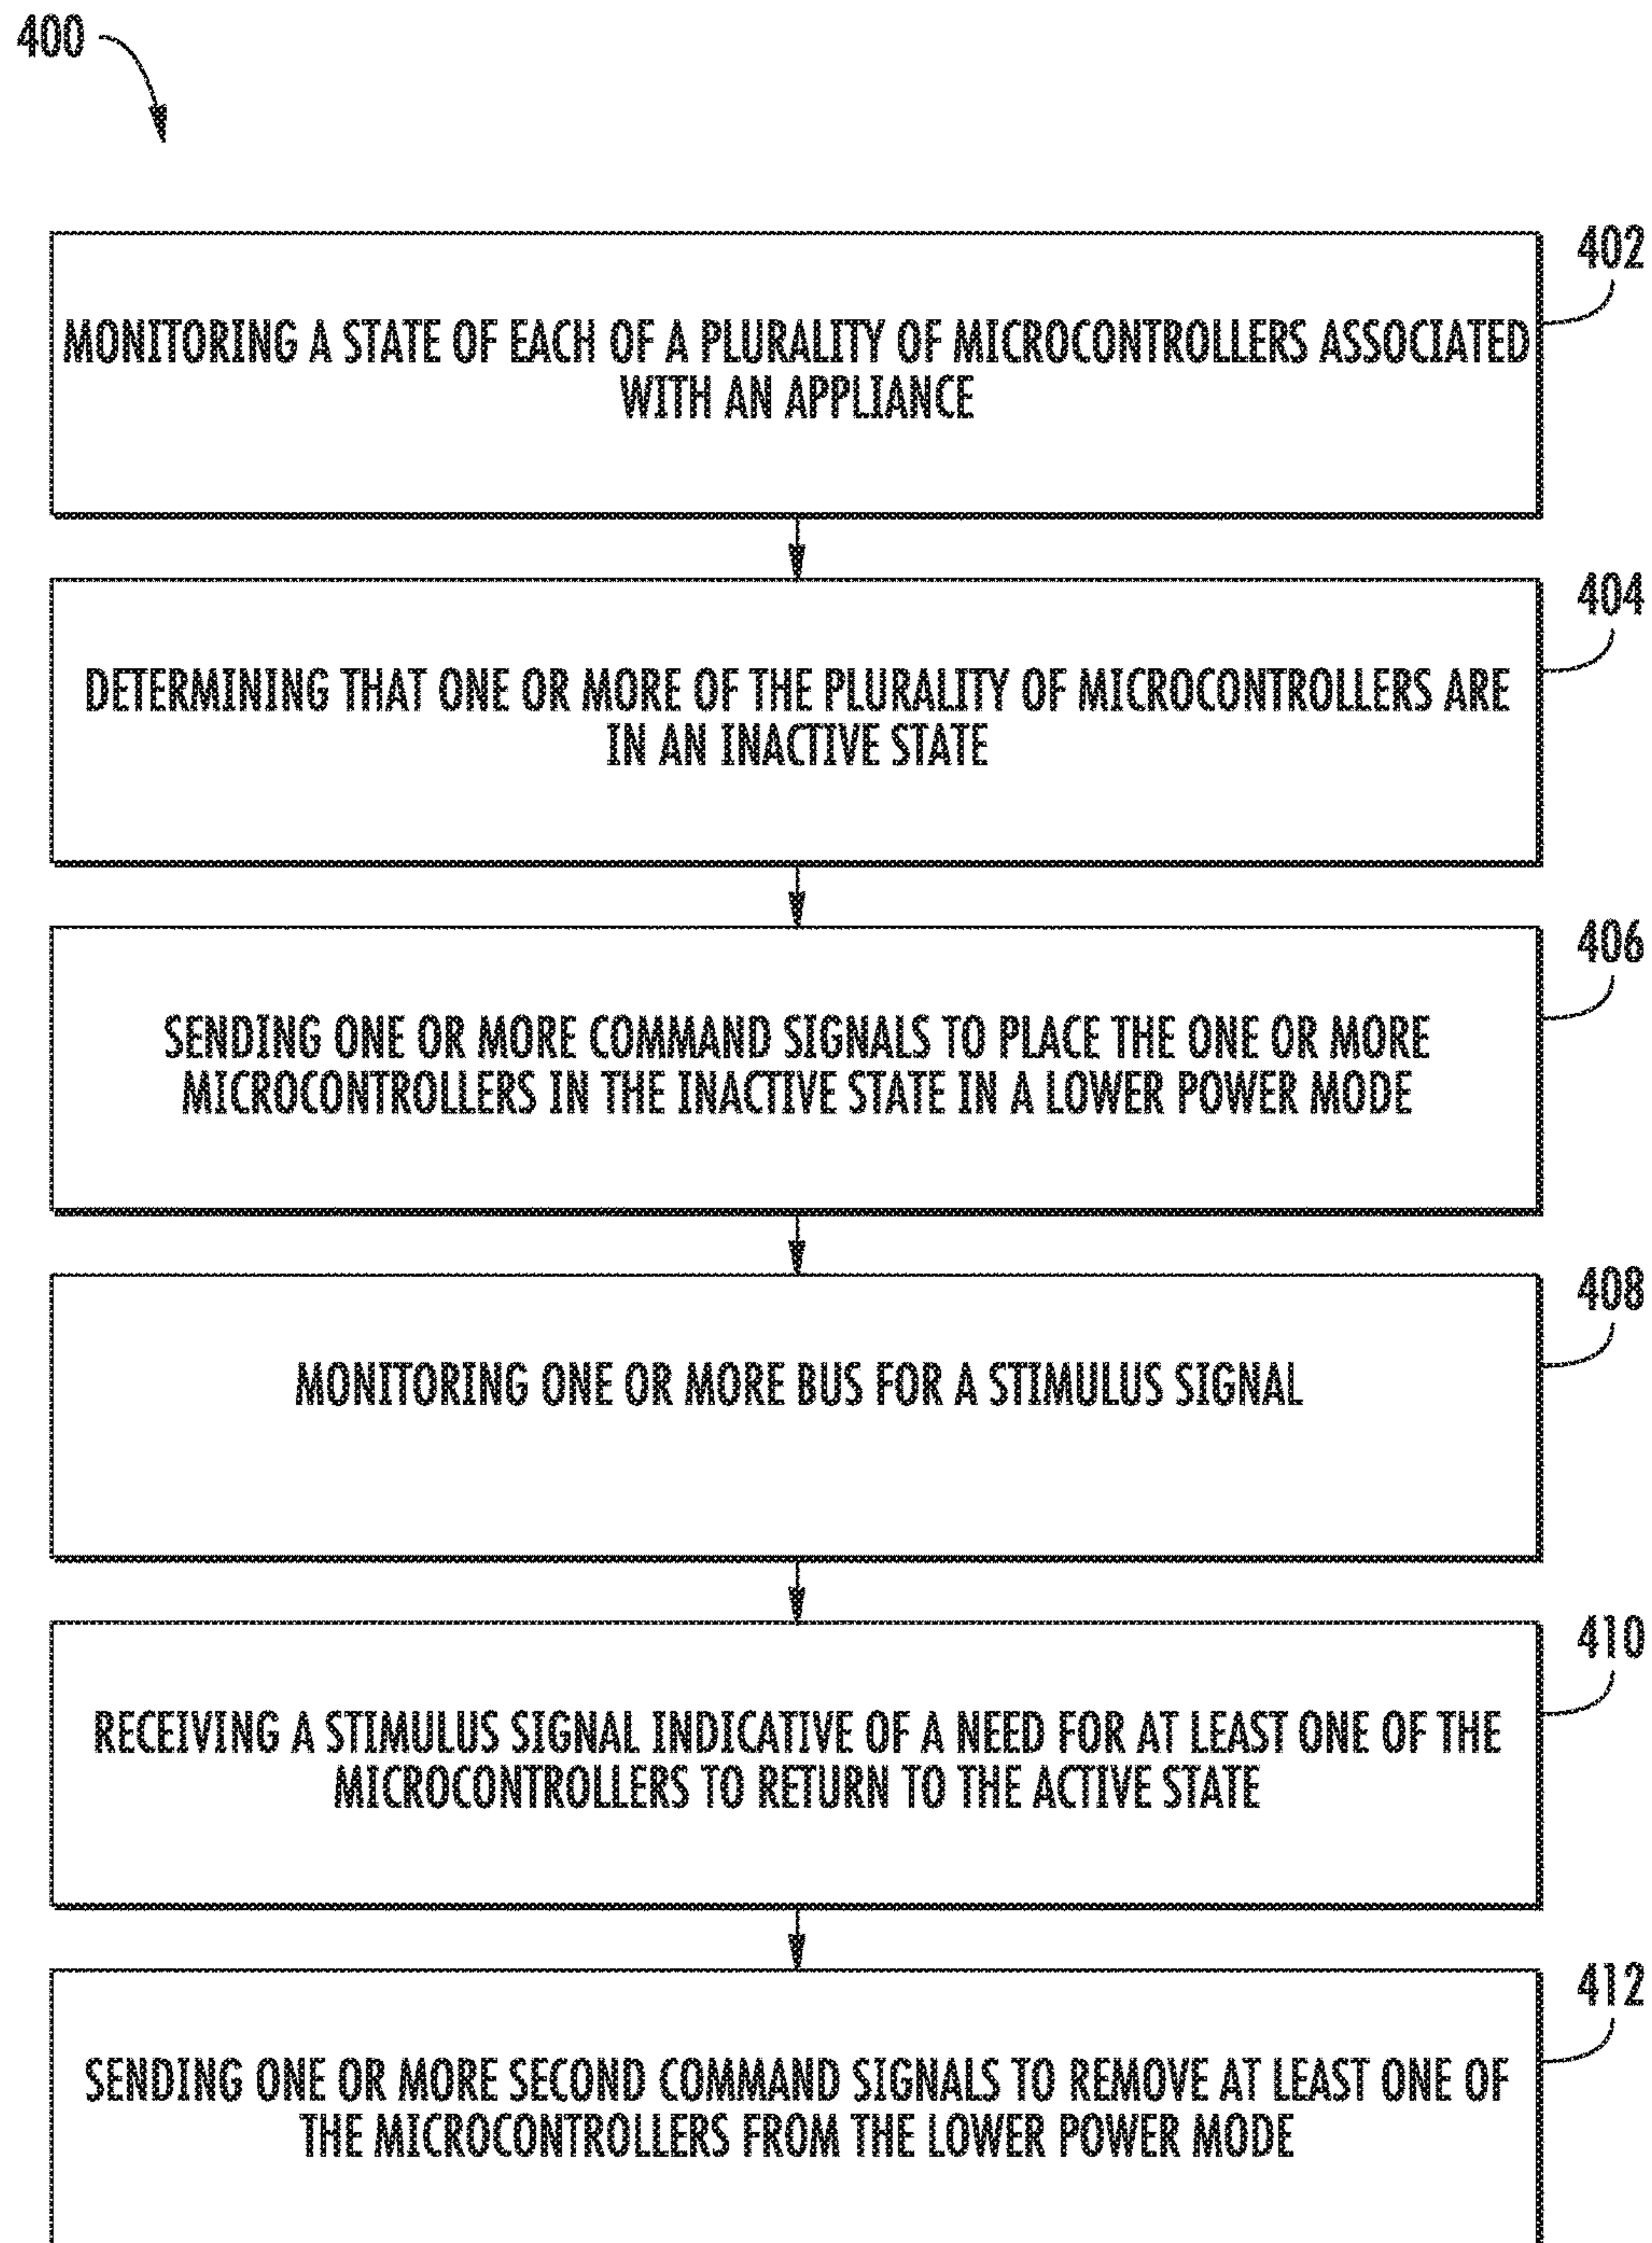 400
402
MONITORING A STATE OF EACH OF A PLURALITY OF MICROCONTROLLERS ASSOCIATED
WITH AN APPLIANCE
404
DETERMINING THAT ONE OR MORE OF THE PLURALITY OF MICROCONTROLLERS ARE
IN AN INACTIVE STATE
406
SENDING ONE OR MORE COMMAND SIGNALS TO PLACE THE ONE OR MORE
MICROCONTROLLERS IN THE INACTIVE STATE IN A LOWER POWER MODE
408
MONITORING ONE OR MORE BUS FOR A STIMULUS SIGNAL
410
RECEIVING A STIMULUS SIGNAL INDICATIVE OF A NEED FOR AT LEAST ONE OF THE
MICROCONTROLLERS TO RETURN TO THE ACTIVE STATE
412
SENDING ONE OR MORE SECOND COMMAND SIGNALS TO REMOVE AT LEAST ONE OF
THE MICROCONTROLLERS FROM THE LOWER POWER MODE